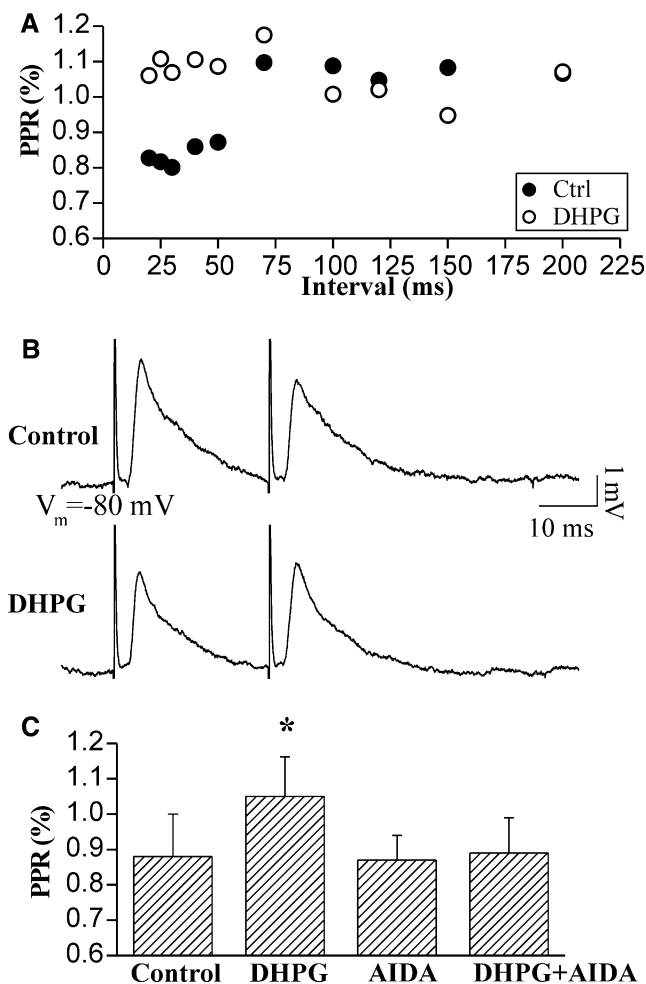 A
PPR (%)
1.2
1.1
1.0
0.9
0.8
0.7
0.6
Ctrl
DHPG
0 25 50 75 100 125 150 175 200 225
Interval (ms)
B
Control
Vm=-80 mV
1 mV
10 ms
DHPG
C
*
PPR (%)
1.2
1.1
1.0
0.9
0.8
0.7
0.6
Control DHPG AIDA DHPG+AIDA